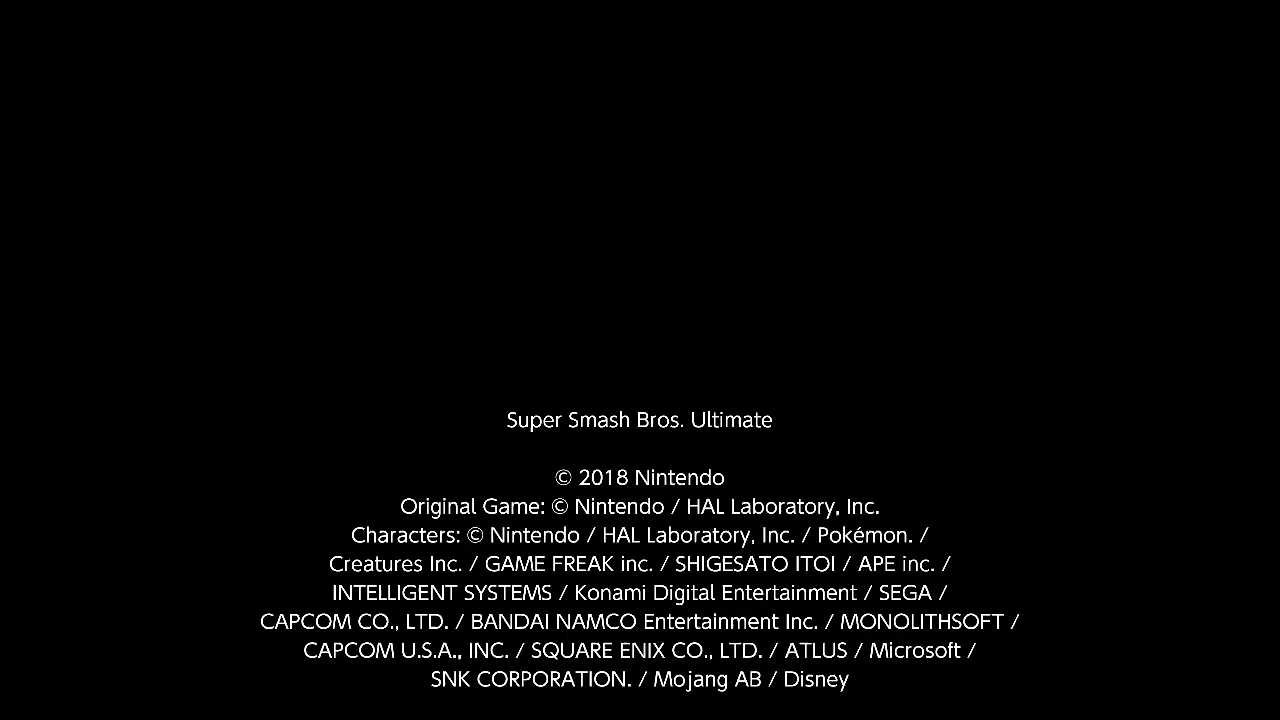 Super Smash Bros. Ultimate
© 2018 Nintendo
Original Game: © Nintendo / HAL Laboratory, Inc.
Characters: © Nintendo / HAL Laboratory, Inc. / Pokémon. /
Creatures Inc. / GAME FREAK inc. / SHIGESATO ITOI / APE inc. /
INTELLIGENT SYSTEMS / Konami Digital Entertainment / SEGA /
CAPCOM CO., LTD. / BANDAI NAMCO Entertainment Inc. / MONOLITHSOFT /
CAPCOM U.S.A., INC. / SQUARE ENIX CO., LTD. / ATLUS / Microsoft /
SNK CORPORATION. / Mojang AB / Disney